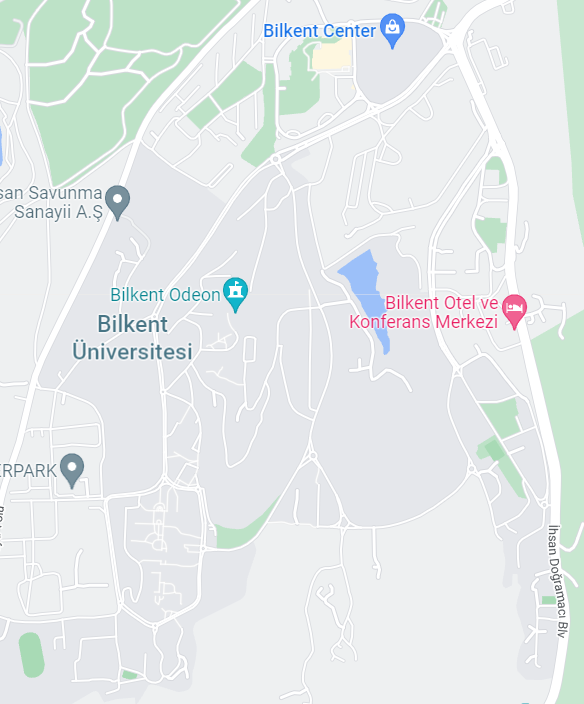 Bilkent Center
san Savunma
Sanayii A.Ş
Bilkent Odeon
Bilkent
Üniversitesi
Bilkent Otel ve
Konferans Merkezi
ERPARK
İhsan Doğramacı Blv